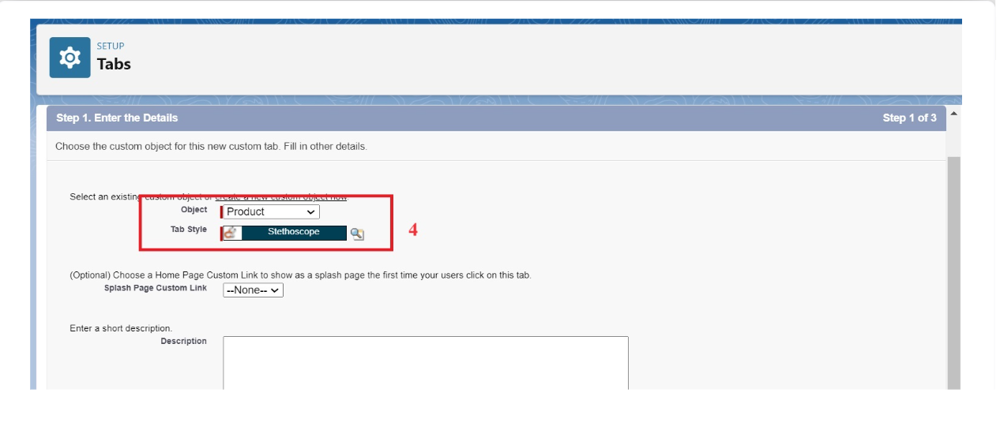 SETUP
Tabs
Step 1. Enter the Details Step 1 of 3
Choose the custom object for this new custom tab. Fill in other details.
Select an existing custom object or create a new custom object now.
Object Product
Tab Style Stethoscope
4
(Optional) Choose a Home Page Custom Link to show as a splash page the first time your users click on this tab.
Splash Page Custom Link --None--
Enter a short description.
Description